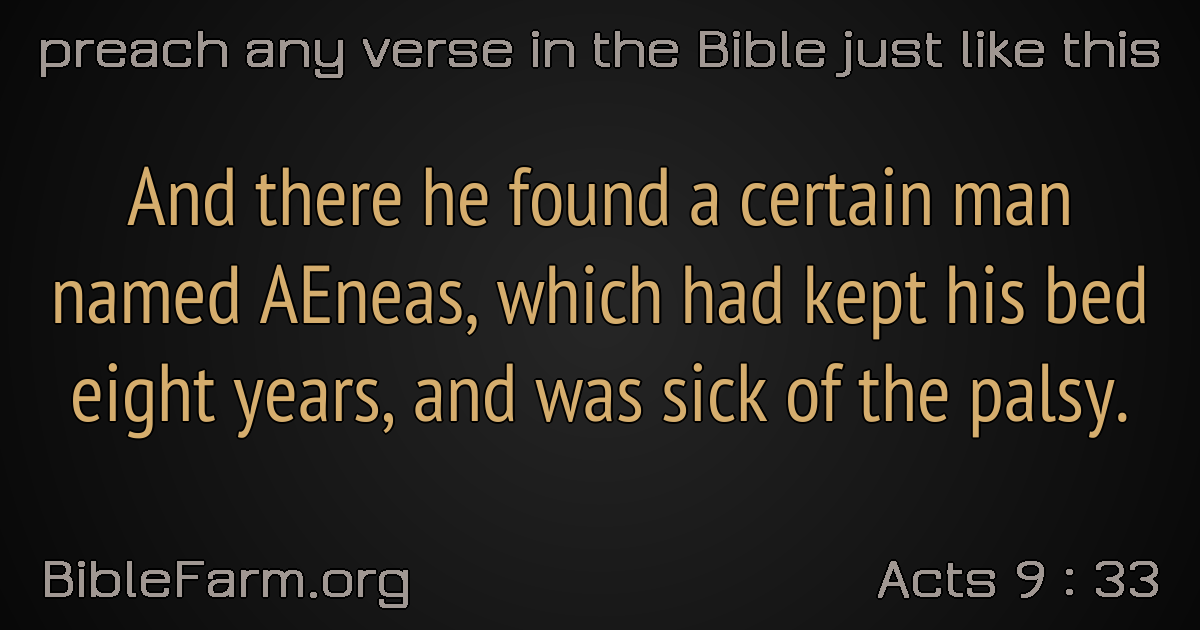 preach any verse in the Bible just like this
And there he found a certain man
named AEneas, which had kept his bed
eight years, and was sick of the palsy.
BibleFarm.org
Acts 9 : 33